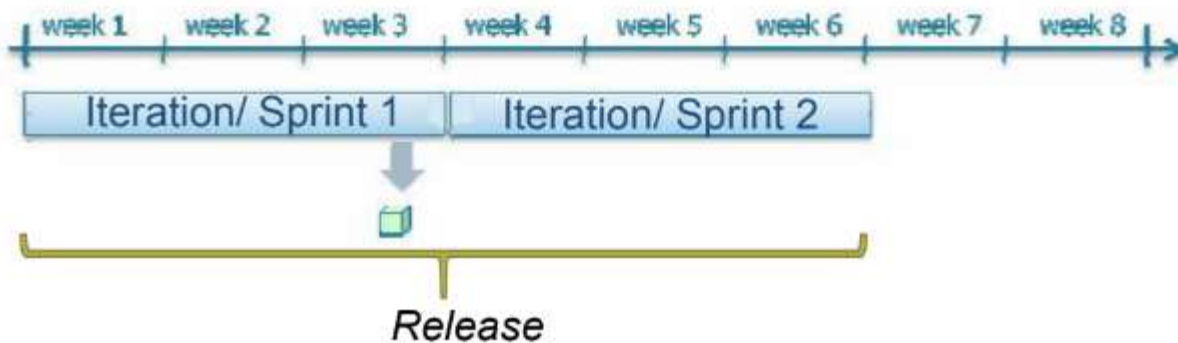 week 1 week 2 week 3 week 4 week 5 week 6 week 7 week 8
Iteration/ Sprint 1 Iteration/ Sprint 2
Release